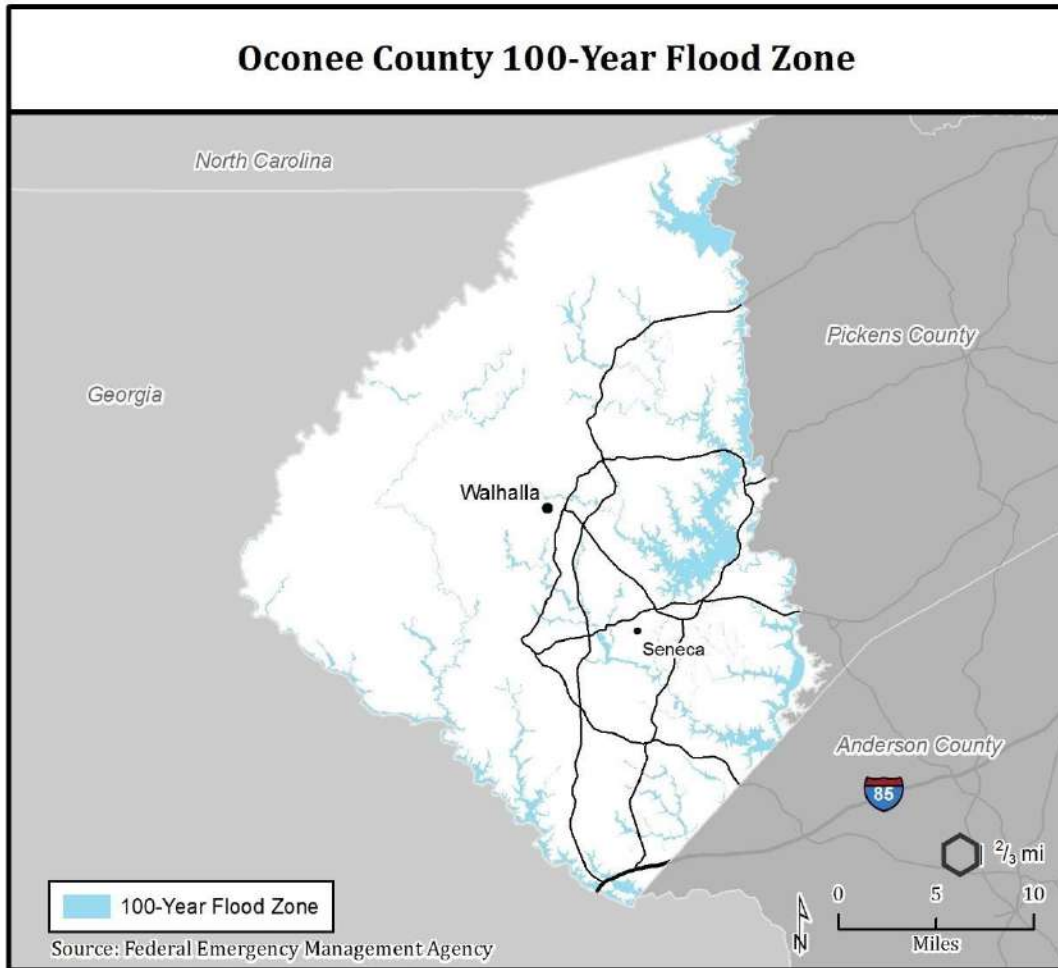 Oconee County 100-Year Flood Zone
North Carolina
Pickens County
Georgia
Walhalla
Seneca
Anderson County
85
2/3 mi
0 5 10
Miles
N
100-Year Flood Zone
Source: Federal Emergency Management Agency